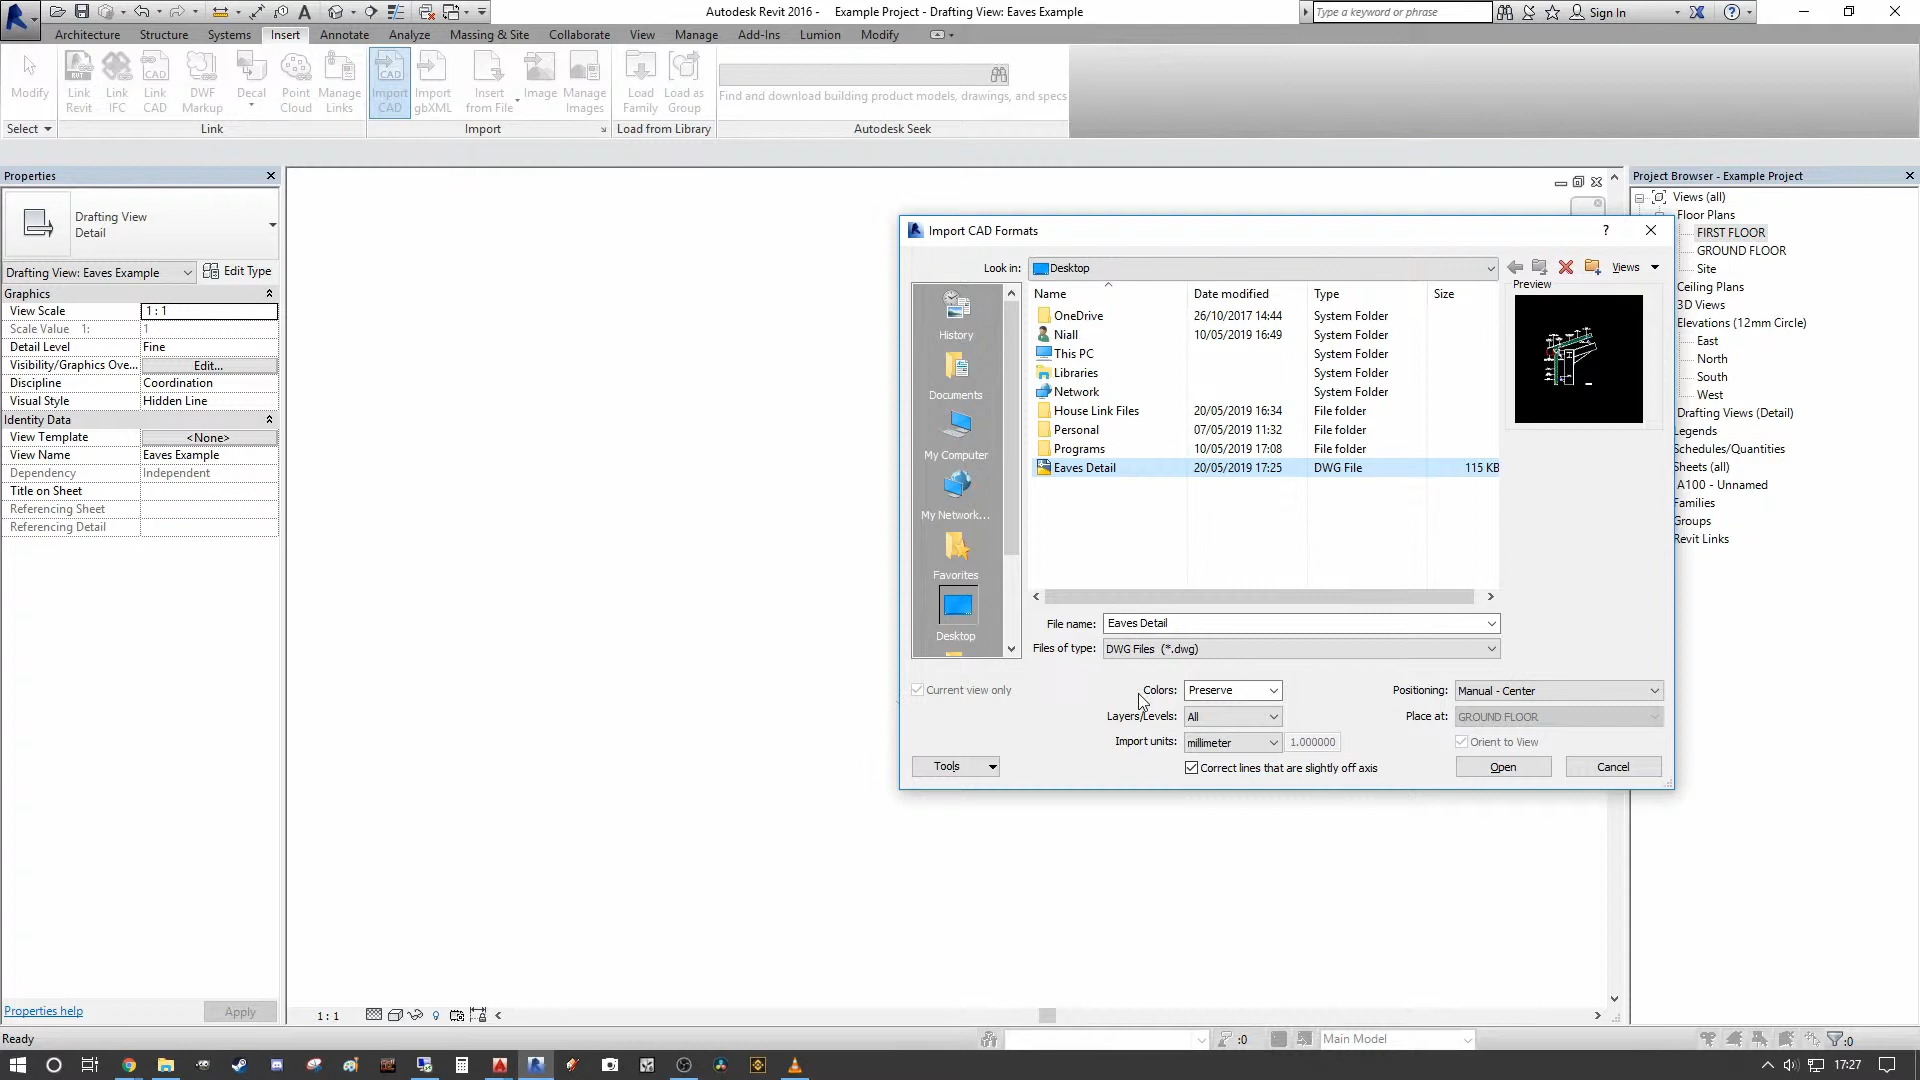 Autodesk Revit 2016 - Example Project - Drafting View: Eaves Example
Type a keyword or phrase
Sign In
Architecture Structure Systems Insert Annotate Analyze Massing & Site Collaborate View Manage Add-Ins Lumion Modify
Modify
Link Revit
Link IFC
Link CAD
DWF Markup
Decal
Point Cloud
Manage Links
Import CAD
Import gbXML
Insert from File
Image
Manage Images
Load Family
Load as Group
Find and download building product models, drawings, and specs
Select
Link
Import
Load from Library
Autodesk Seek
Properties
Drafting View
Detail
Drafting View: Eaves Example
Edit Type
Graphics
View Scale 1 : 1
Scale Value 1: 1
Detail Level Fine
Visibility/Graphics Ove... Edit...
Discipline Coordination
Visual Style Hidden Line
Identity Data
View Template <None>
View Name Eaves Example
Dependency Independent
Title on Sheet
Referencing Sheet
Referencing Detail
Properties help
Apply
Import CAD Formats
Look in: Desktop
Views
Preview
History
Documents
My Computer
My Network...
Favorites
Desktop
Name Date modified Type Size
OneDrive 26/10/2017 14:44 System Folder
Niall 10/05/2019 16:49 System Folder
This PC System Folder
Libraries System Folder
Network System Folder
House Link Files 20/05/2019 16:34 File folder
Personal 07/05/2019 11:32 File folder
Programs 10/05/2019 17:08 File folder
Eaves Detail 20/05/2019 17:25 DWG File 115 KB
File name: Eaves Detail
Files of type: DWG Files (*.dwg)
Current view only
Colors: Preserve
Positioning: Manual - Center
Layers/Levels: All
Place at: GROUND FLOOR
Import units: millimeter 1.000000
Orient to View
Tools
Correct lines that are slightly off axis
Open
Cancel
Project Browser - Example Project
Views (all)
Floor Plans
FIRST FLOOR
GROUND FLOOR
Site
Ceiling Plans
3D Views
Elevations (12mm Circle)
East
North
South
West
Drafting Views (Detail)
Legends
Schedules/Quantities
Sheets (all)
A100 - Unnamed
Families
Groups
Revit Links
1 : 1
Ready
:0
Main Model
:0
17:27